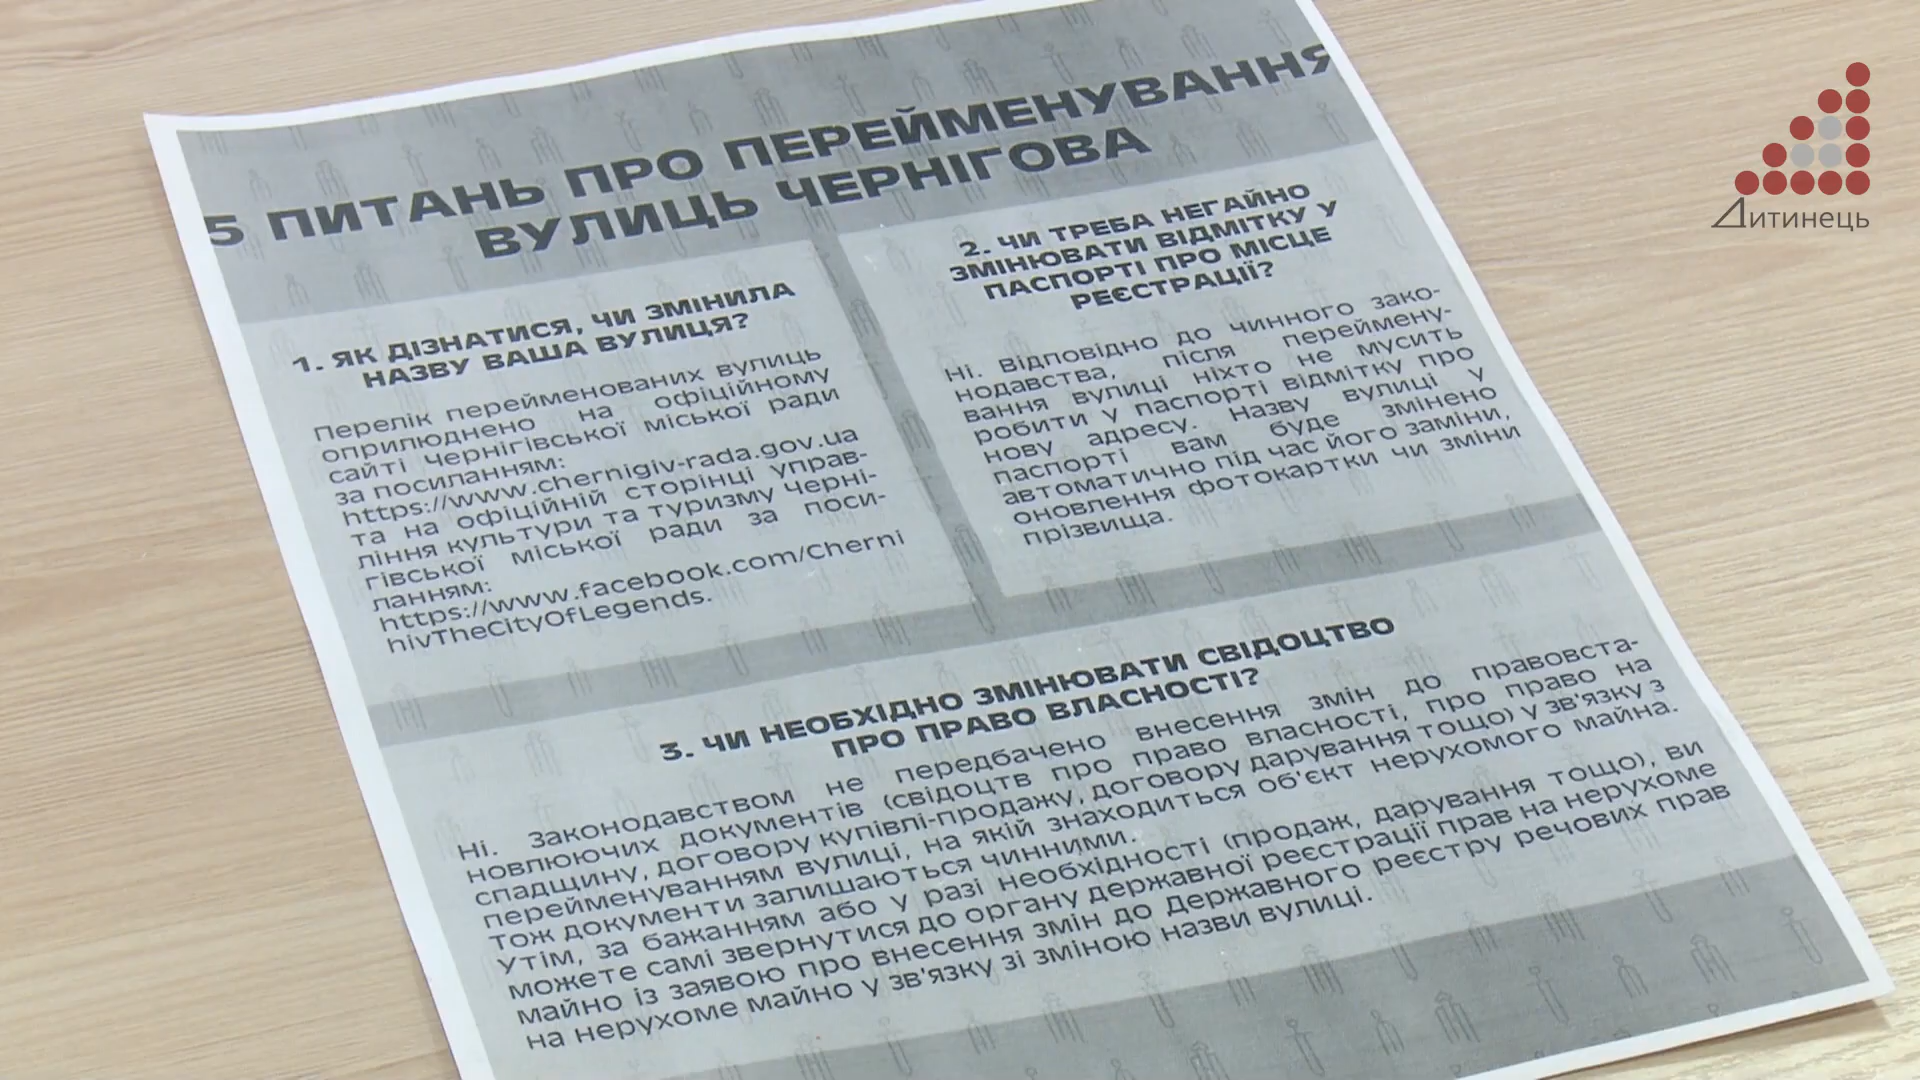 5 ПИТАНЬ ПРО ПЕРЕЙМЕНУВАННЯ
ВУЛИЦЬ ЧЕРНІГОВА
1. ЯК ДІЗНАТИСЯ, ЧИ ЗМІНИЛА
НАЗВУ ВАША ВУЛИЦЯ?
Перелік перейменованих вулиць
оприлюднено на офіційному
сайті Чернігівської міської ради
за посиланням:
https://www.chernigiv-rada.gov.ua
та на офіційній сторінці управ-
ління культури та туризму Черні-
гівської міської ради за поси-
ланням:
https://www.facebook.com/Cherni
hivTheCityOfLegends.
2. ЧИ ТРЕБА НЕГАЙНО
ЗМІНЮВАТИ ВІДМІТКУ У
ПАСПОРТІ ПРО МІСЦЕ
РЕЄСТРАЦІЇ?
Ні. Відповідно до чинного зако-
нодавства, після переймену-
вання вулиці ніхто не мусить
робити у паспорті відмітку про
нову адресу. Назву вулиці у
паспорті вам буде змінено
автоматично під час його заміни,
оновлення фотокартки чи зміни
прізвища.
3. ЧИ НЕОБХІДНО ЗМІНЮВАТИ СВІДОЦТВО
ПРО ПРАВО ВЛАСНОСТІ?
Ні. Законодавством не передбачено внесення змін до правовста-
новлюючих документів (свідоцтв про право власності, про право на
спадщину, договору купівлі-продажу, договору дарування тощо) у зв'язку з
перейменуванням вулиці, на якій знаходиться об'єкт нерухомого майна.
Тож документи залишаються чинними.
Утім, за бажанням або у разі необхідності (продаж, дарування тощо), ви
можете самі звернутися до органу державної реєстрації прав на нерухоме
майно із заявою про внесення змін до Державного реєстру речових прав
на нерухоме майно у зв'язку зі зміною назви вулиці.
Дитинець